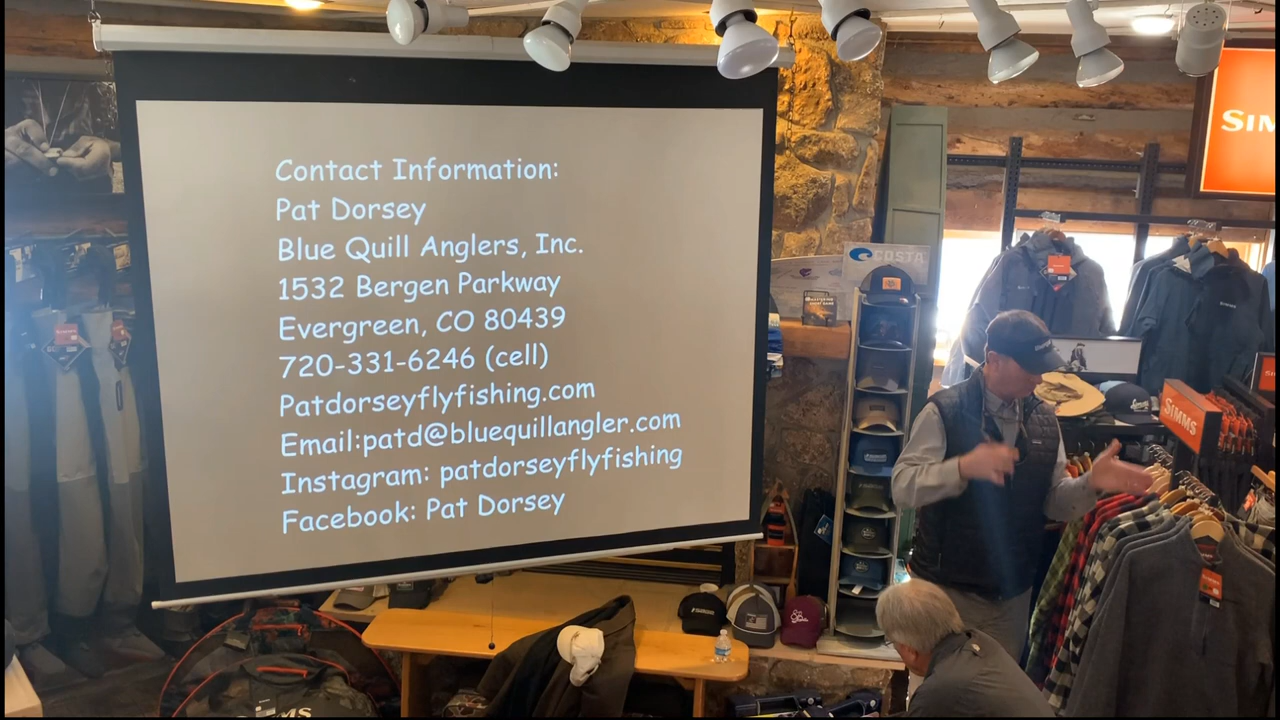 Contact Information:
Pat Dorsey
Blue Quill Anglers, Inc.
1532 Bergen Parkway
Evergreen, CO 80439
720-331-6246 (cell)
Patdorseyflyfishing.com
Email:patd@bluequillangler.com
Instagram: patdorseyflyfishing
Facebook: Pat Dorsey
SIM
COSTA
SIMMS